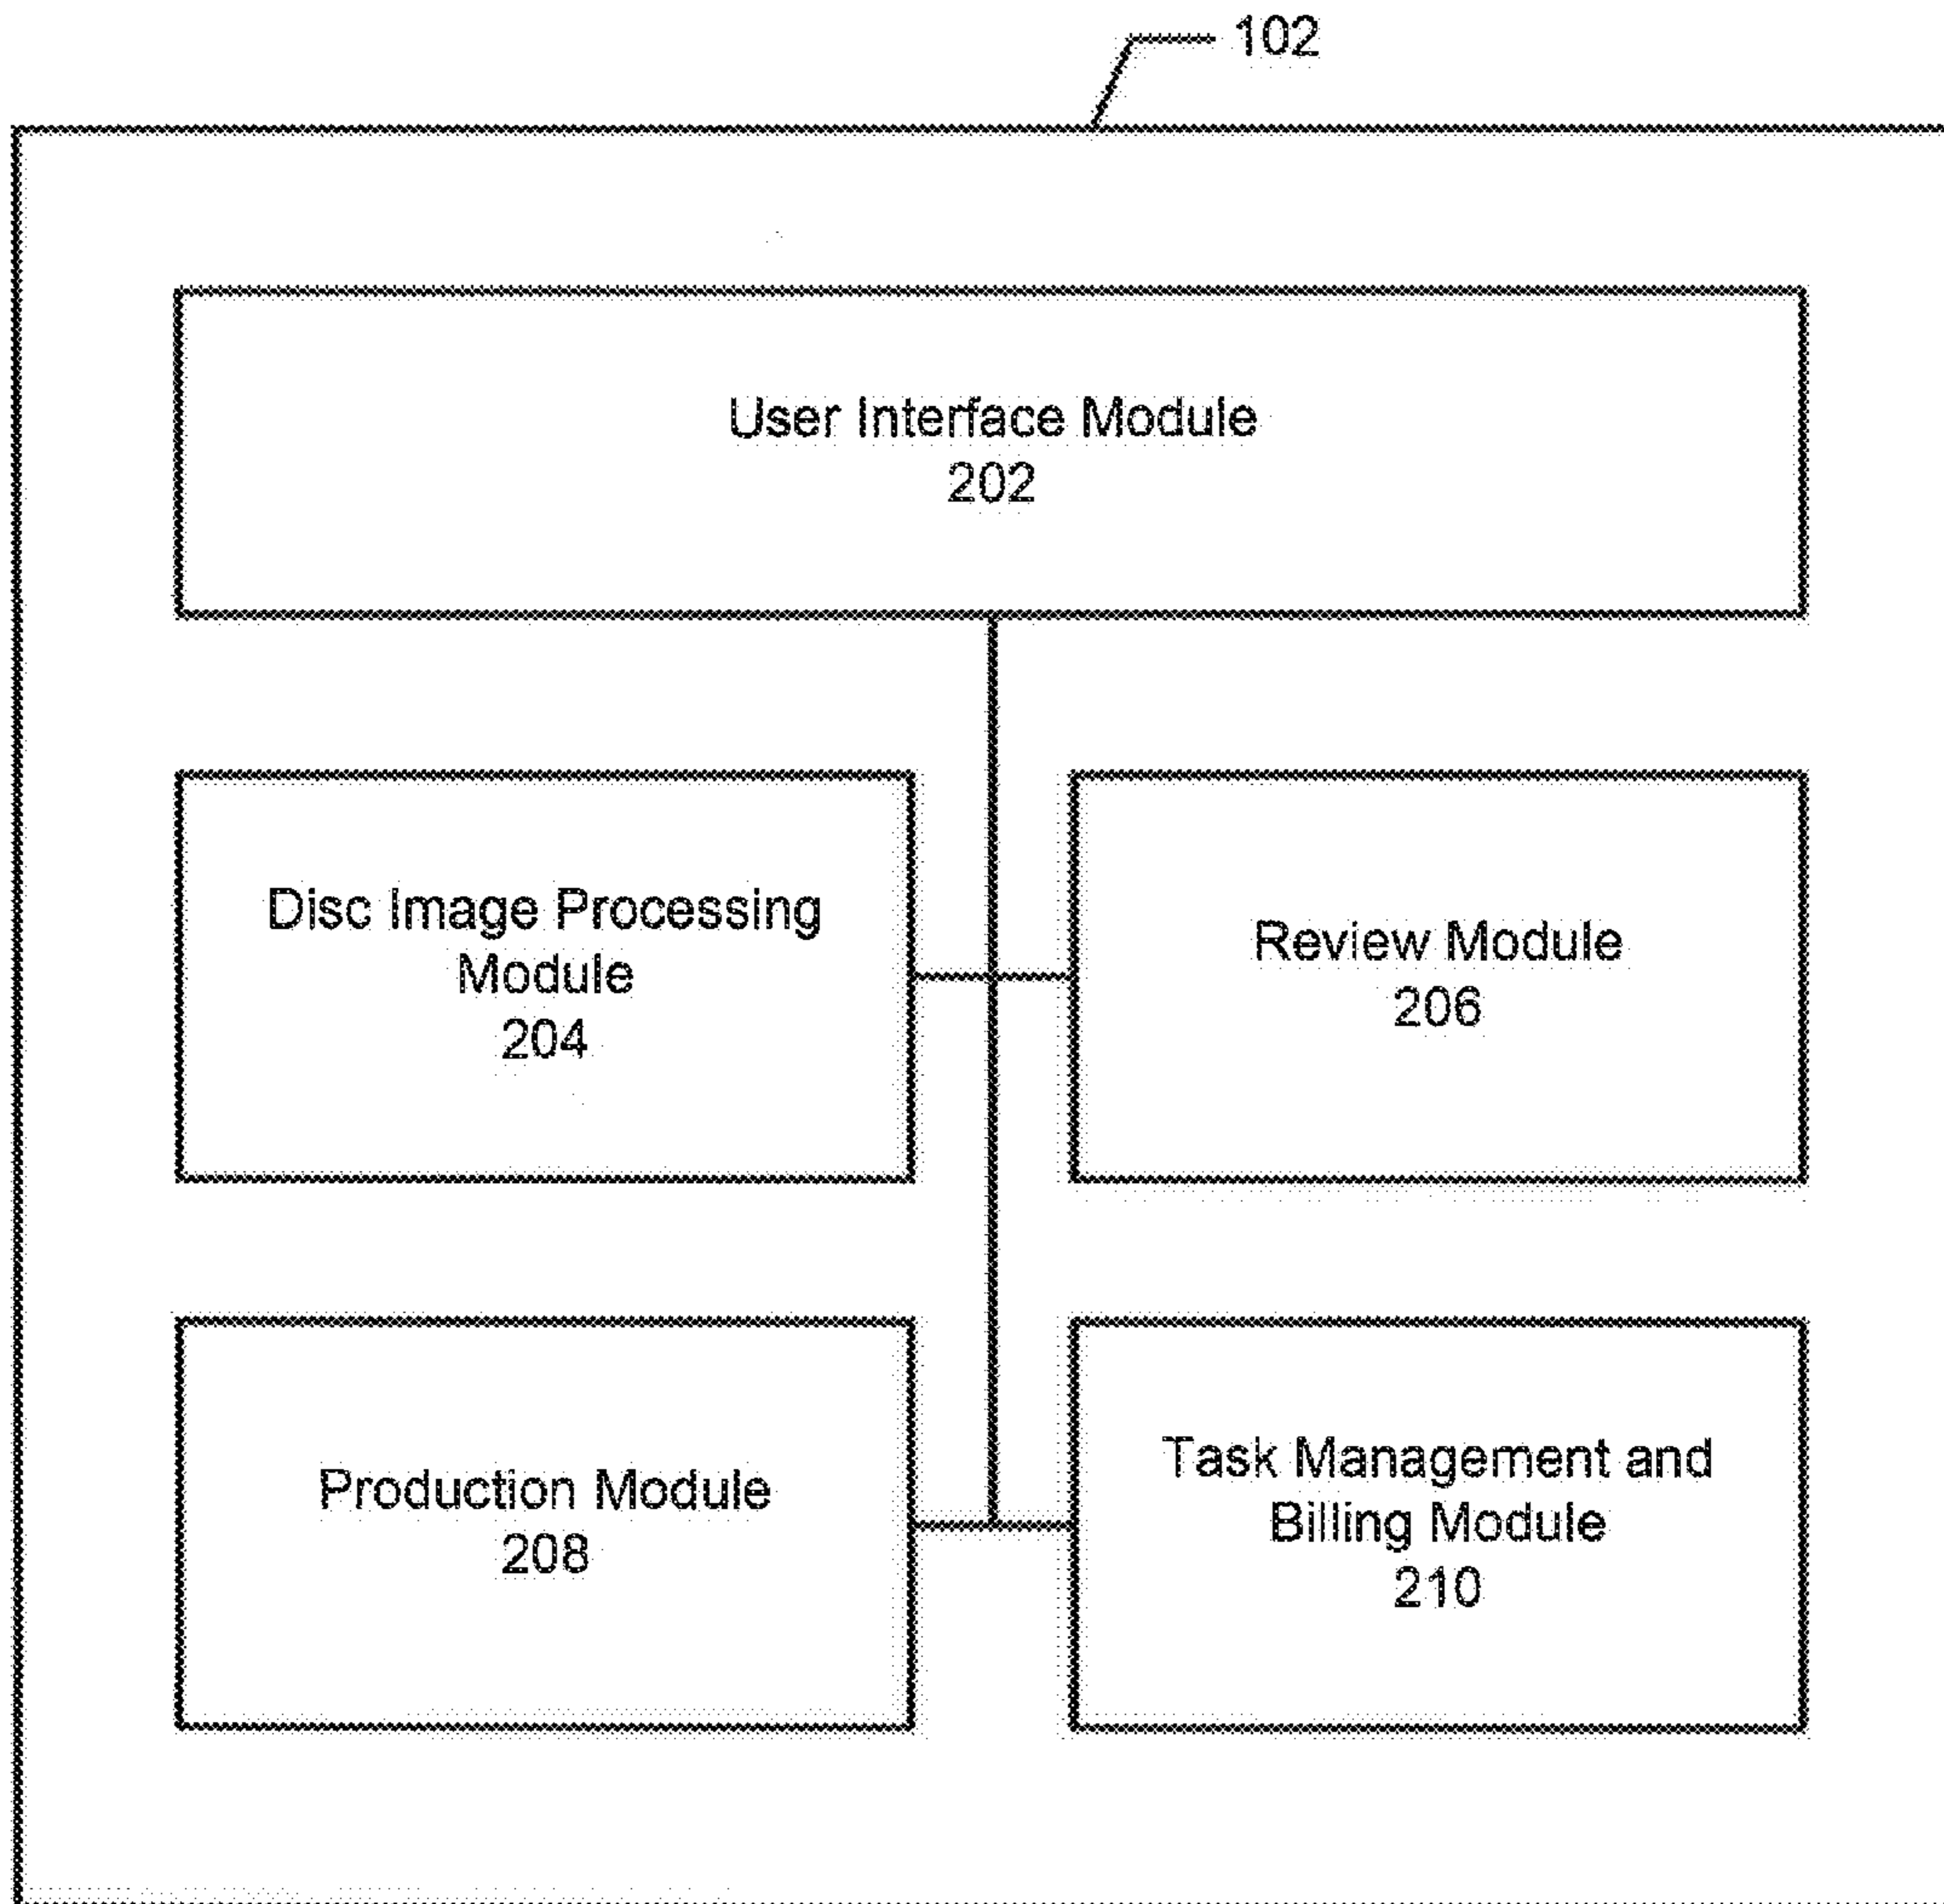 102
User Interface Module
202
Disc Image Processing
Module
204
Review Module
206
Production Module
208
Task Management and
Billing Module
210